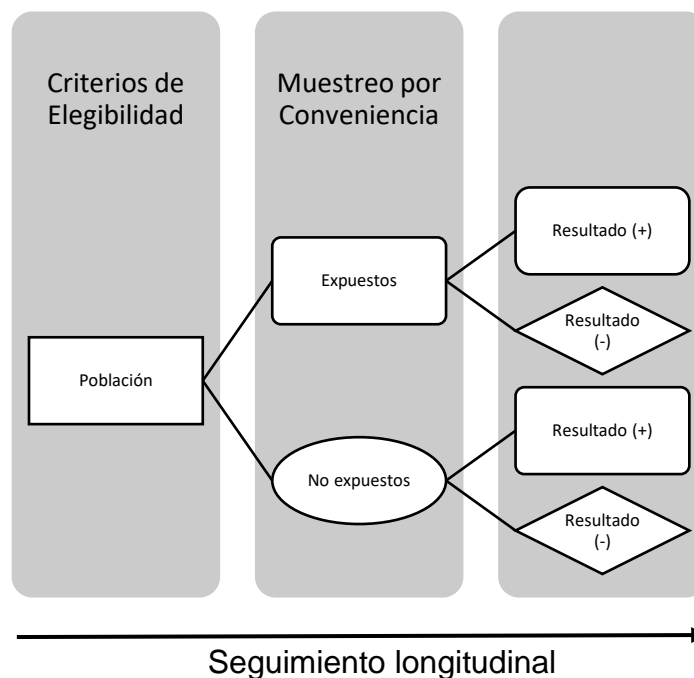 Criterios de
Elegibilidad
Muestreo por
Conveniencia
Resultado (+)
Expuestos
Resultado
(-)
Población
Resultado (+)
No expuestos
Resultado
(-)
Seguimiento longitudinal